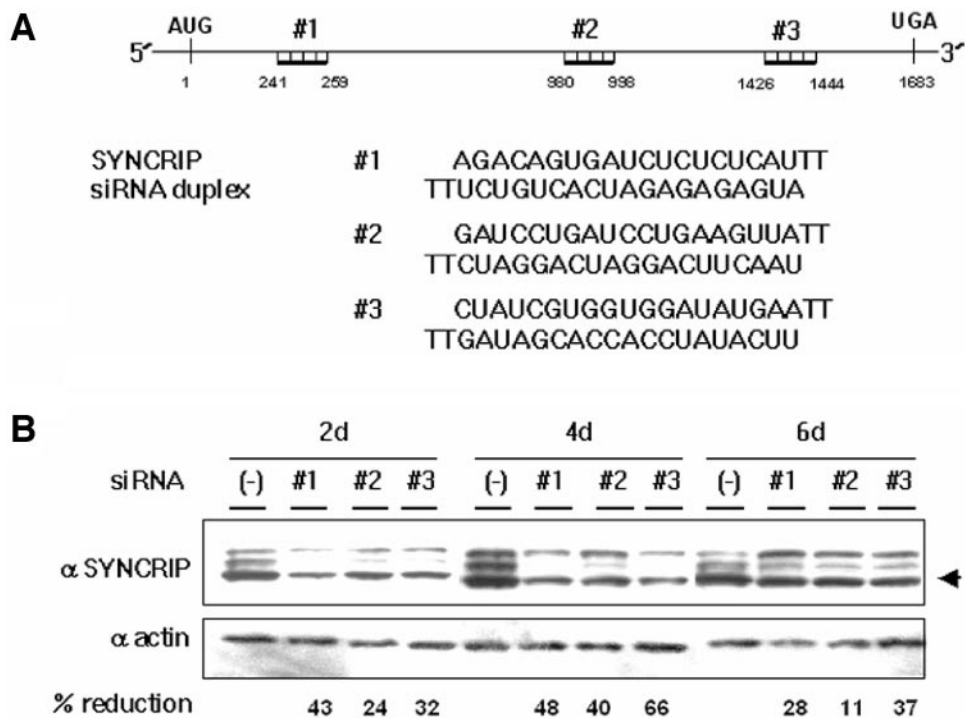 A
AUG #1 #2 #3 UGA
5´ 3´
1 241 259 980 998 1426 1444 1683
SYNCRIP #1 AGACAGUGAUCUCUCUCAUTT
siRNA duplex TTUCUGUCACUAGAGAGAGUA
#2 GAUCCUGAUCCUGAAGUUATT
TTCUAGGACUAGGACUUCAAU
#3 CUAUCGUGGUGGAUAUGAATT
TTGAUAGCACCACCUAUACUU
B
2d 4d 6d
siRNA (-) #1 #2 #3 (-) #1 #2 #3 (-) #1 #2 #3
α SYNCRIP
α actin
% reduction 43 24 32 48 40 66 28 11 37